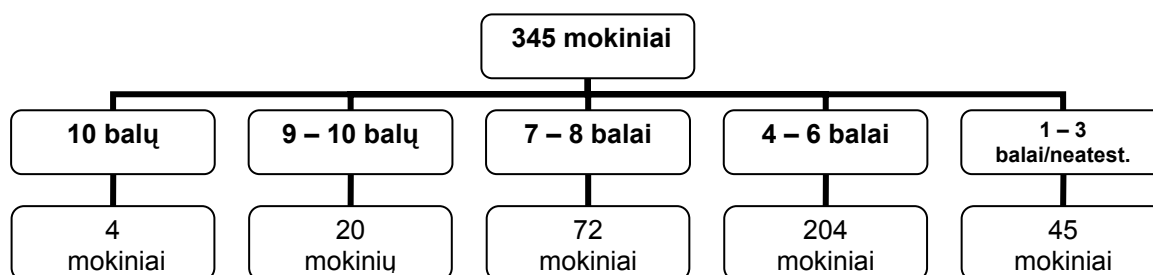 345 mokiniai
10 balų
9 – 10 balų
7 – 8 balai
4 – 6 balai
1 – 3
balai/neatest.
4
mokiniai
20
mokinių
72
mokiniai
204
mokiniai
45
mokiniai